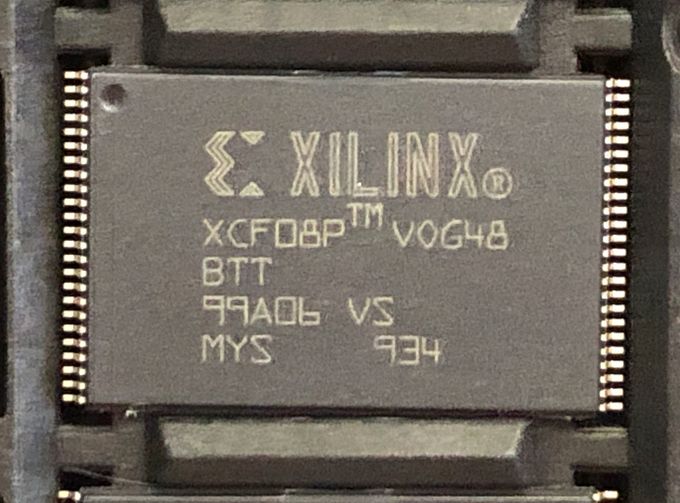 XILINX®
XCF08P™ VOG48
BTT
99A06 VS
MYS 934